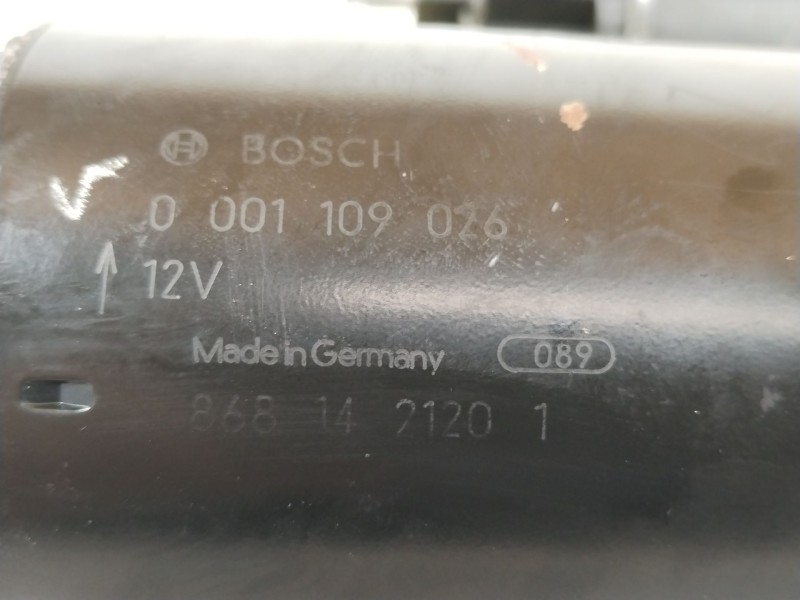 BOSCH
0 001 109 026
12V
Made in Germany 089
868 14 2120 1